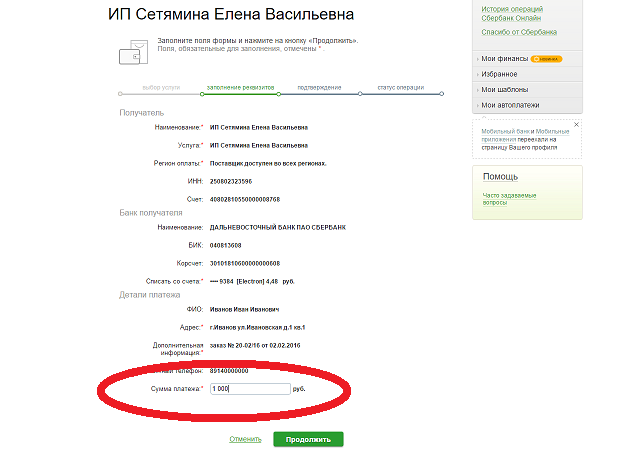 ИП Сетямина Елена Васильевна
Заполните поля формы и нажмите на кнопку «Продолжить».
Поля, обязательные для заполнения, отмечены * .
выбор услуги заполнение реквизитов подтверждение статус операции
Получатель
Наименование:* ИП Сетямина Елена Васильевна
Услуга:* ИП Сетямина Елена Васильевна
Регион оплаты:* Поставщик доступен во всех регионах.
ИНН: 250802323596
Счет: 40802810550000008768
Банк получателя
Наименование: ДАЛЬНЕВОСТОЧНЫЙ БАНК ПАО СБЕРБАНК
БИК: 040813608
Корсчет: 30101810600000000608
Списать со счета:* •••• 9384 [Electron] 4,48 руб.
Детали платежа
ФИО: Иванов Иван Иванович
Адрес:* г.Иванов ул.Ивановская д.1 кв.1
Дополнительная
информация:* заказ № 20-02/16 от 02.02.2016
телефон: 89140000000
Сумма платежа:* 1 000 руб.
Отменить Продолжить
История операций
Сбербанк Онлайн
Спасибо от Сбербанка
Мои финансы НОВИНКА
Избранное
Мои шаблоны
Мои автоплатежи
Мобильный банк и Мобильные
приложения переехали на
страницу Вашего профиля
Помощь
Часто задаваемые
вопросы